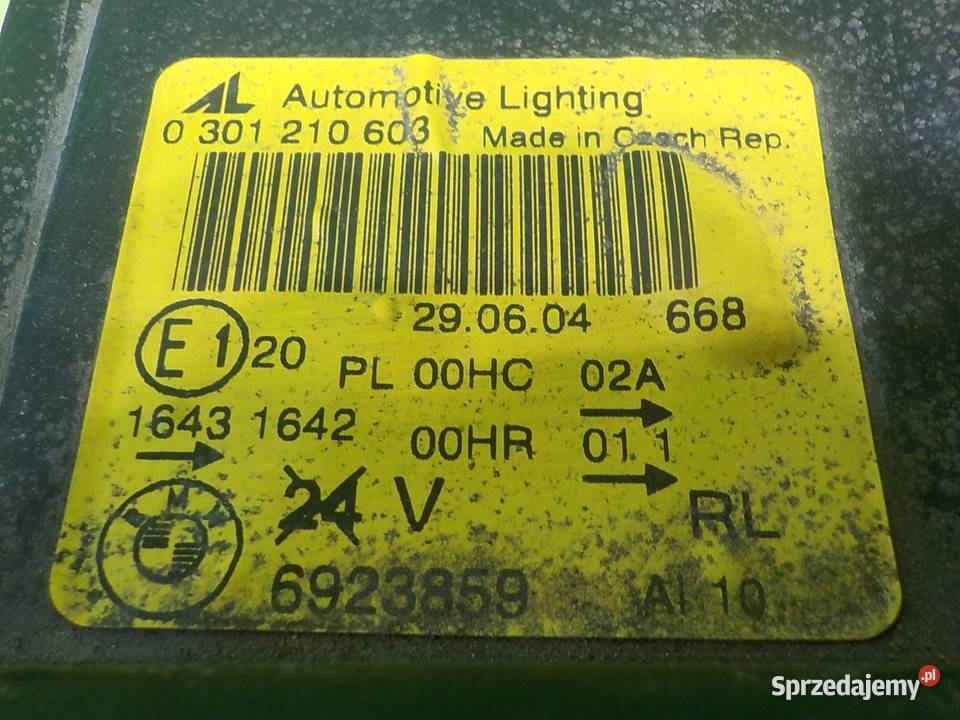 AL Automotive Lighting
0 301 210 603 Made in Czech Rep.
29.06.04 668
E1 20 PL 00HC 02A
1643 1642 00HR 01 1
BMW 24 V RL
6923859 AI 10
Sprzedajemy.pl